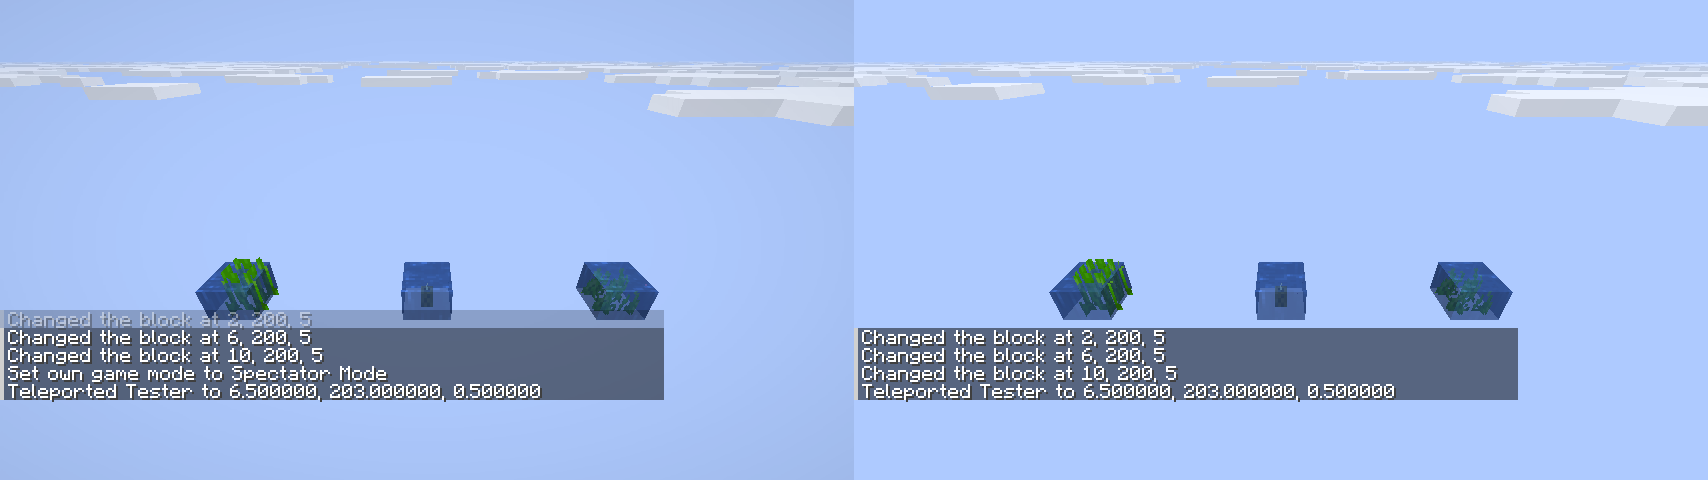 Changed the block at 2, 200, 5
Changed the block at 6, 200, 5
Changed the block at 10, 200, 5
Set own game mode to Spectator Mode
Teleported Tester to 6.500000, 203.000000, 0.500000
Changed the block at 2, 200, 5
Changed the block at 6, 200, 5
Changed the block at 10, 200, 5
Teleported Tester to 6.500000, 203.000000, 0.500000